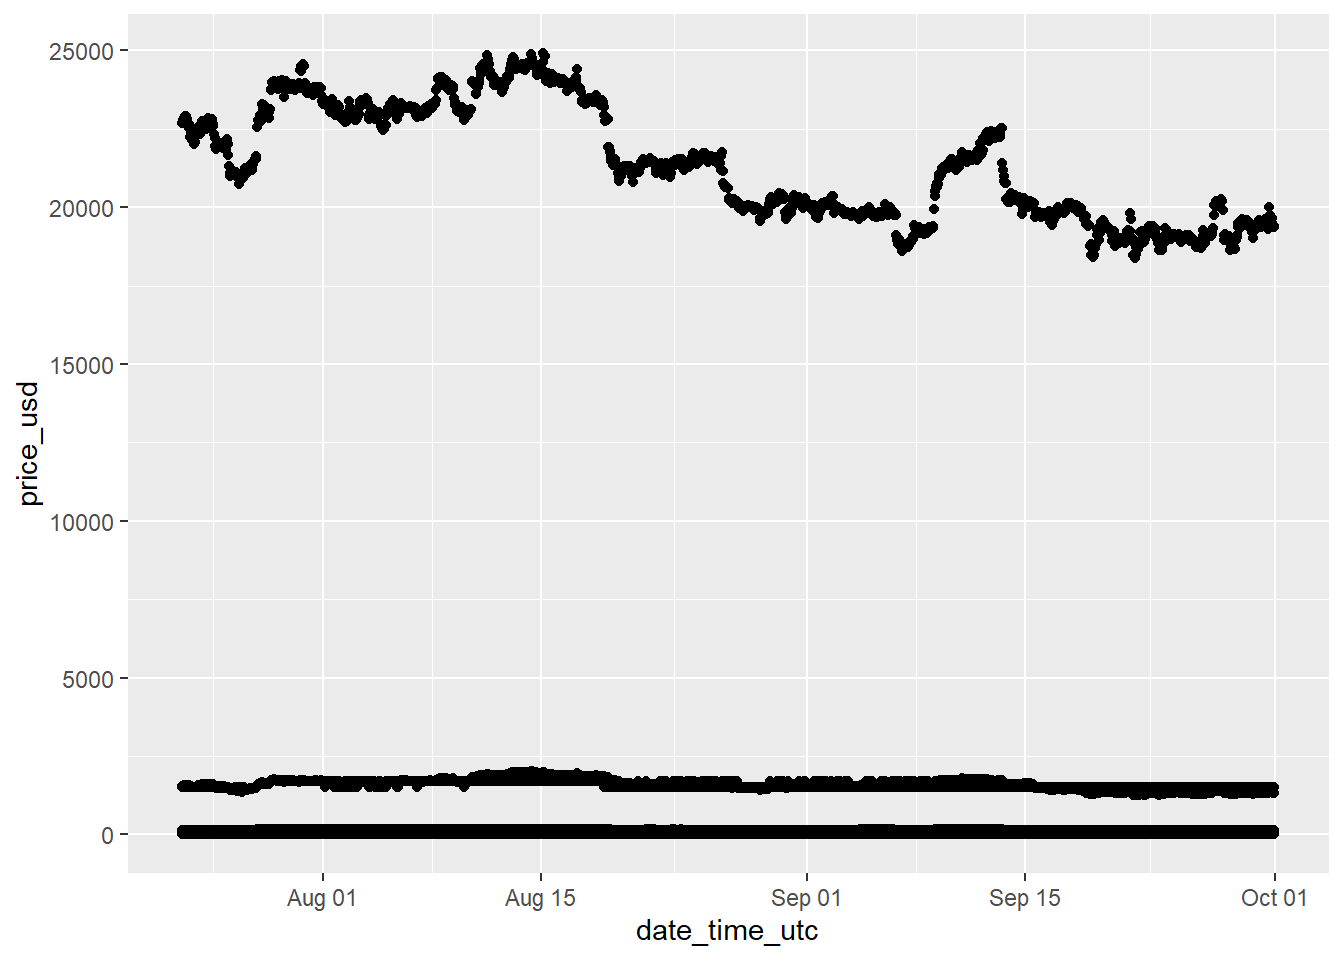 25000
20000
15000
10000
5000
0
price_usd
Aug 01
Aug 15
Sep 01
Sep 15
Oct 01
date_time_utc